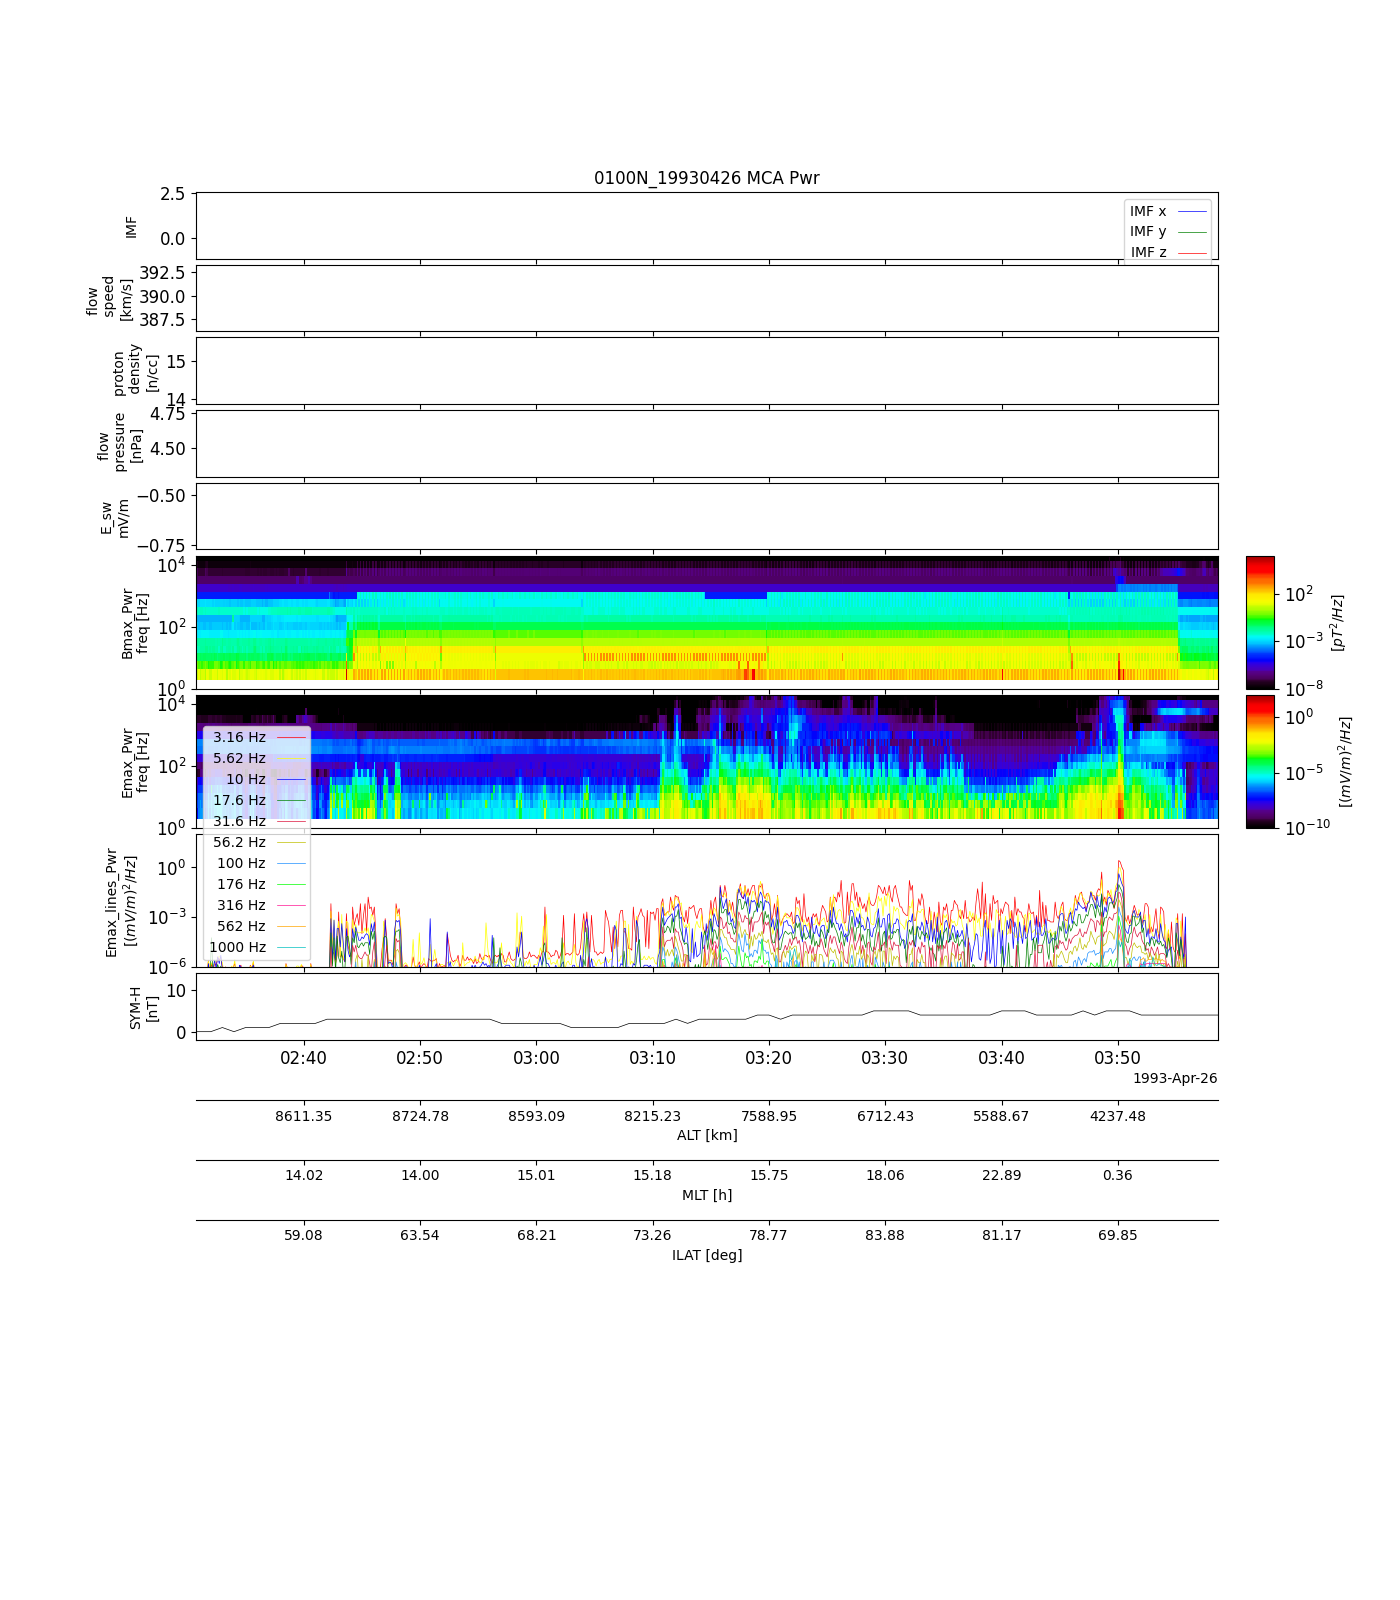 0100N_19930426 MCA Pwr
2.5
0.0
IMF
IMF x
IMF y
IMF z
392.5
390.0
387.5
flow
speed
[km/s]
15
14
proton
density
[n/cc]
4.75
4.50
flow
pressure
[nPa]
−0.50
−0.75
E_sw
mV/m
10^4
10^2
10^0
Bmax_Pwr
freq [Hz]
10^2
10^−3
10^−8
[pT^2/Hz]
10^4
10^2
10^0
Emax_Pwr
freq [Hz]
10^0
10^−5
10^−10
[(mV/m)^2/Hz]
3.16 Hz
5.62 Hz
10 Hz
17.6 Hz
31.6 Hz
56.2 Hz
100 Hz
176 Hz
316 Hz
562 Hz
1000 Hz
10^0
10^−3
10^−6
Emax_lines_Pwr
[(mV/m)^2/Hz]
10
0
SYM-H
[nT]
02:40 02:50 03:00 03:10 03:20 03:30 03:40 03:50
1993-Apr-26
8611.35 8724.78 8593.09 8215.23 7588.95 6712.43 5588.67 4237.48
ALT [km]
14.02 14.00 15.01 15.18 15.75 18.06 22.89 0.36
MLT [h]
59.08 63.54 68.21 73.26 78.77 83.88 81.17 69.85
ILAT [deg]